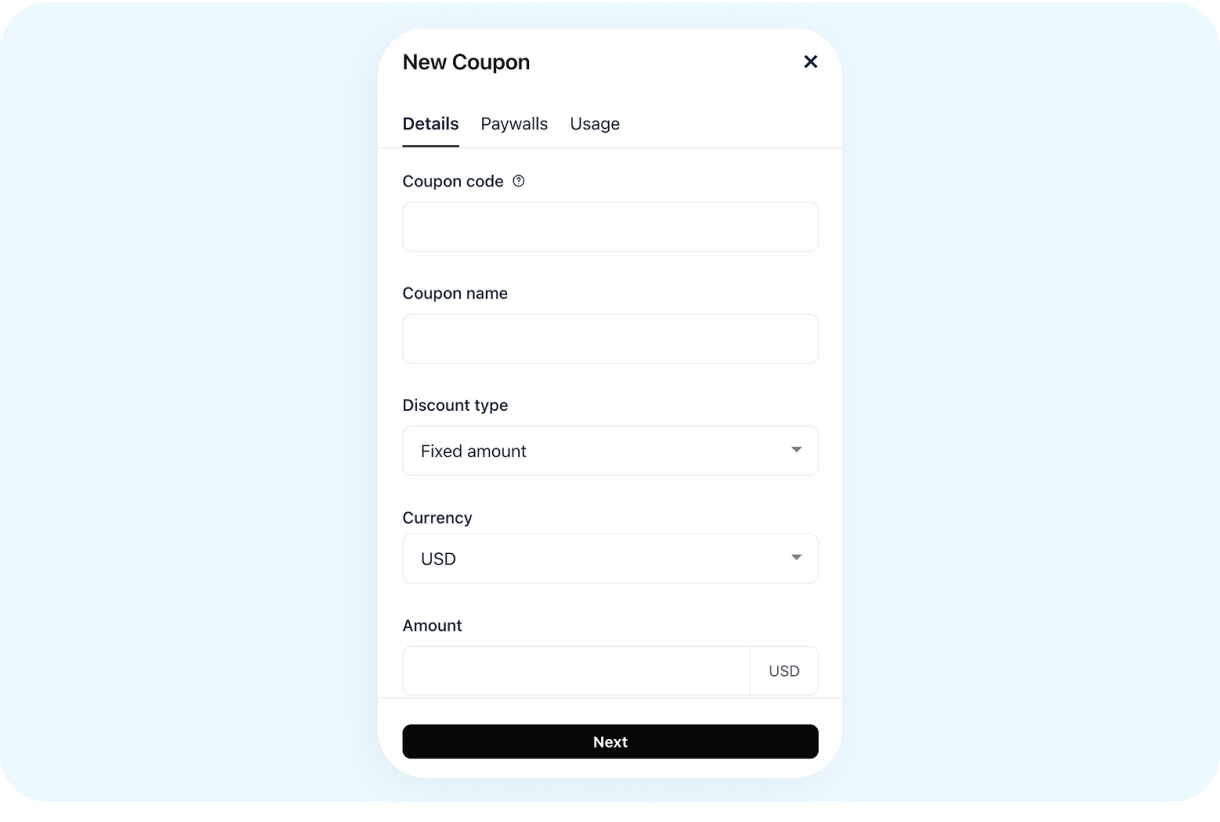 New Coupon
Details Paywalls Usage
Coupon code
Coupon name
Discount type
Fixed amount
Currency
USD
Amount
USD
Next